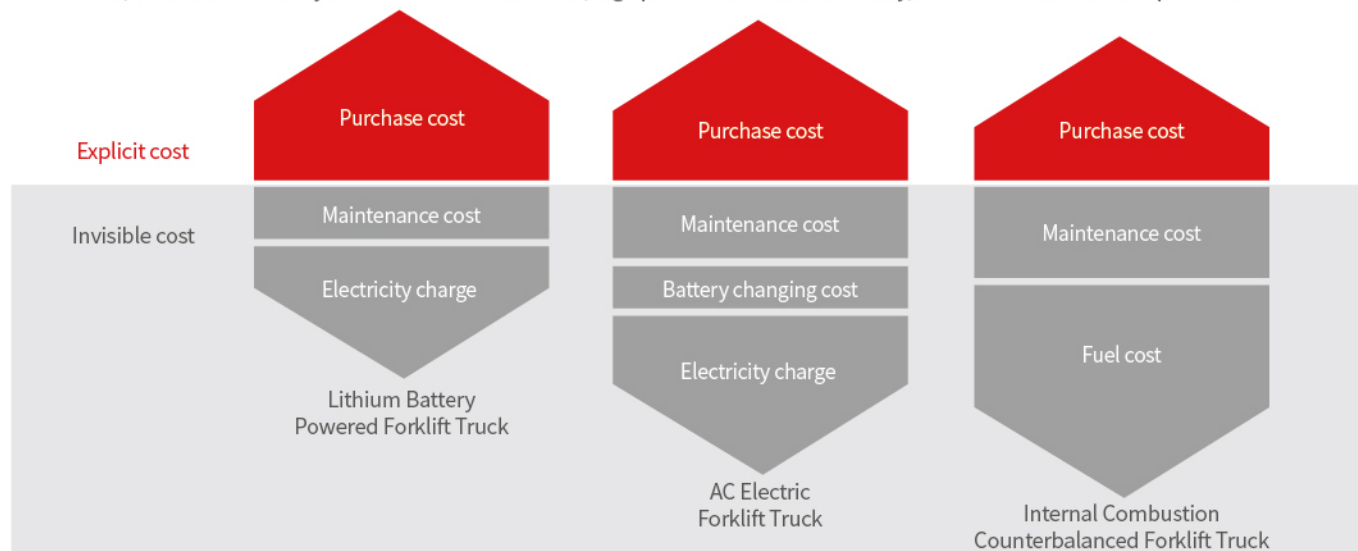 Explicit cost
Invisible cost
Purchase cost
Maintenance cost
Electricity charge
Lithium Battery
Powered Forklift Truck
Purchase cost
Maintenance cost
Battery changing cost
Electricity charge
AC Electric
Forklift Truck
Purchase cost
Maintenance cost
Fuel cost
Internal Combustion
Counterbalanced Forklift Truck